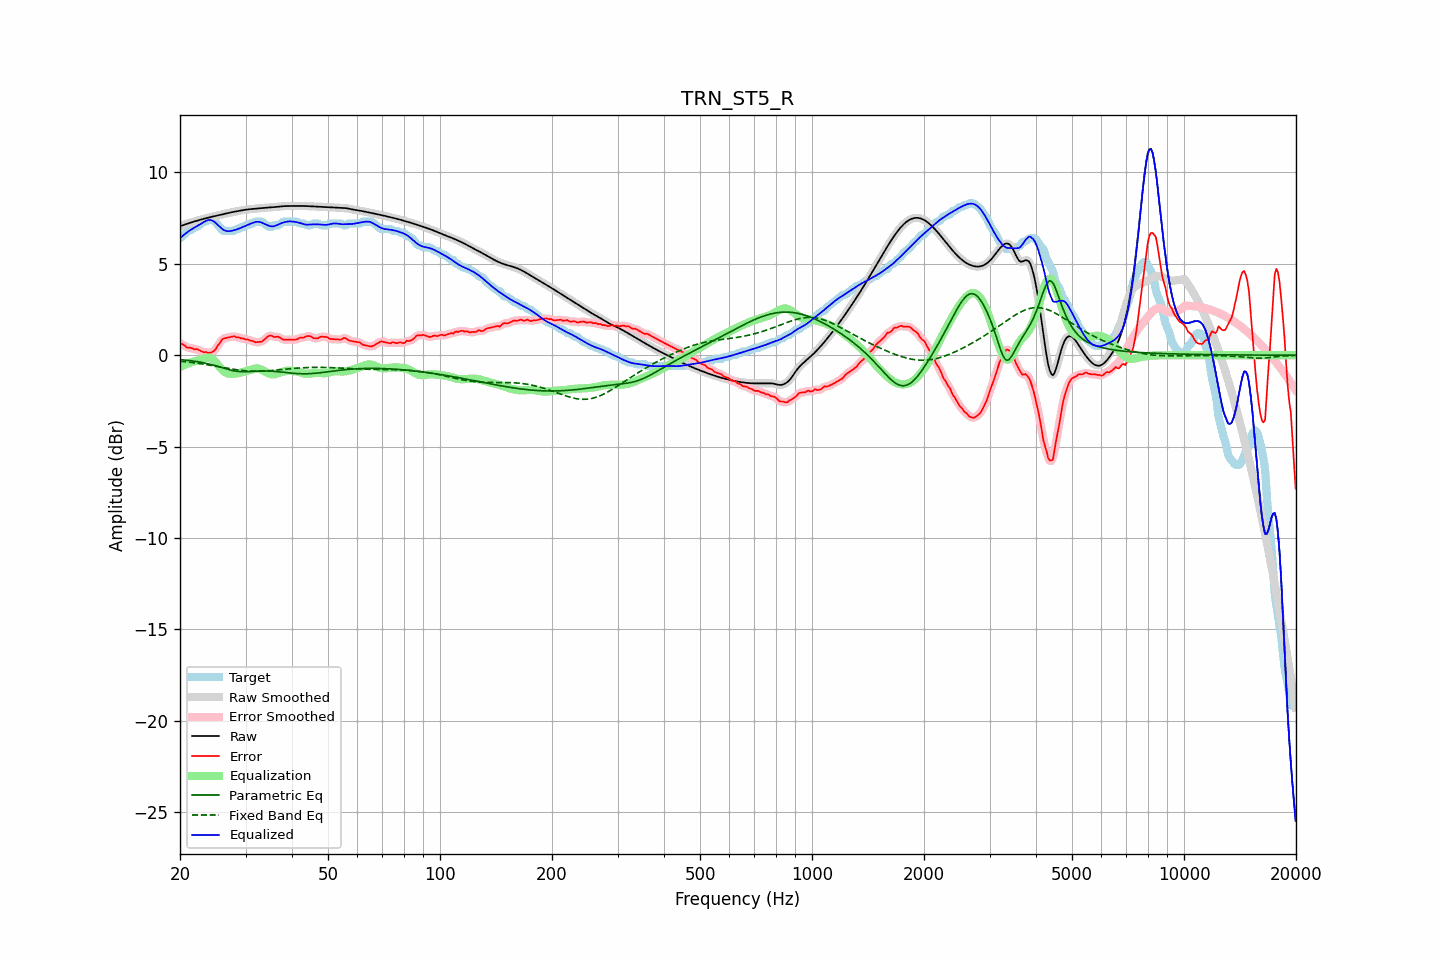 TRN_ST5_R
Amplitude (dBr)
10
5
0
−5
−10
−15
−20
−25
Target
Raw Smoothed
Error Smoothed
Raw
Error
Equalization
Parametric Eq
Fixed Band Eq
Equalized
20 50 100 200 500 1000 2000 5000 10000 20000
Frequency (Hz)